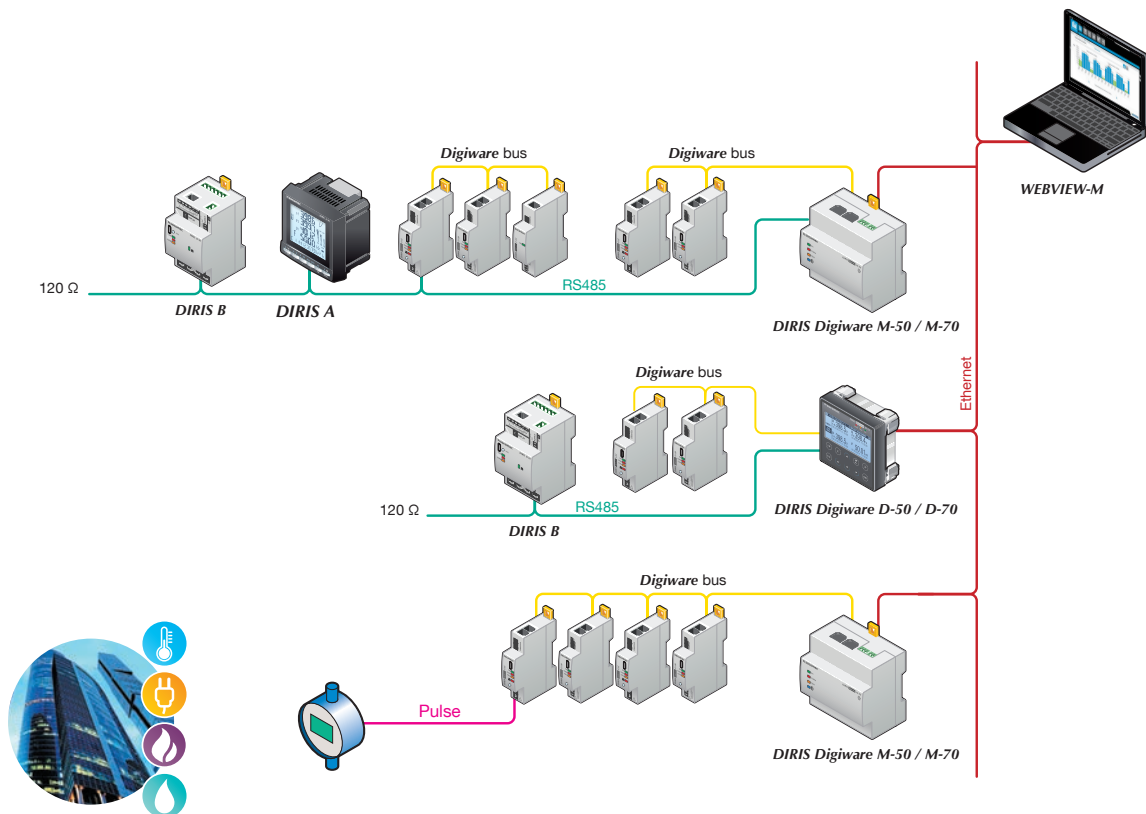 Digiware bus
Digiware bus
WEBVIEW-M
120 Ω
RS485
DIRIS B
DIRIS A
DIRIS Digiware M-50 / M-70
Ethernet
Digiware bus
120 Ω
RS485
DIRIS B
DIRIS Digiware D-50 / D-70
Digiware bus
Pulse
DIRIS Digiware M-50 / M-70